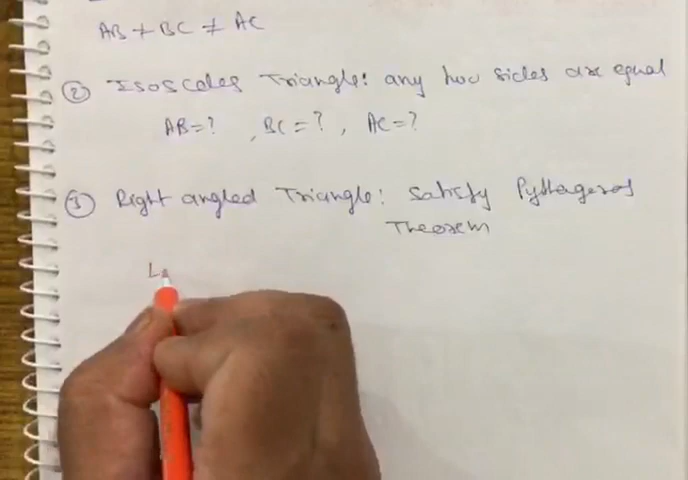 AB ≠ BC ≠ AC
② Isosceles Triangle: any two sides are equal
AB=? , BC=? , AC=?
③ Right angled Triangle: Satisfy Pythagoras
Theorem
L